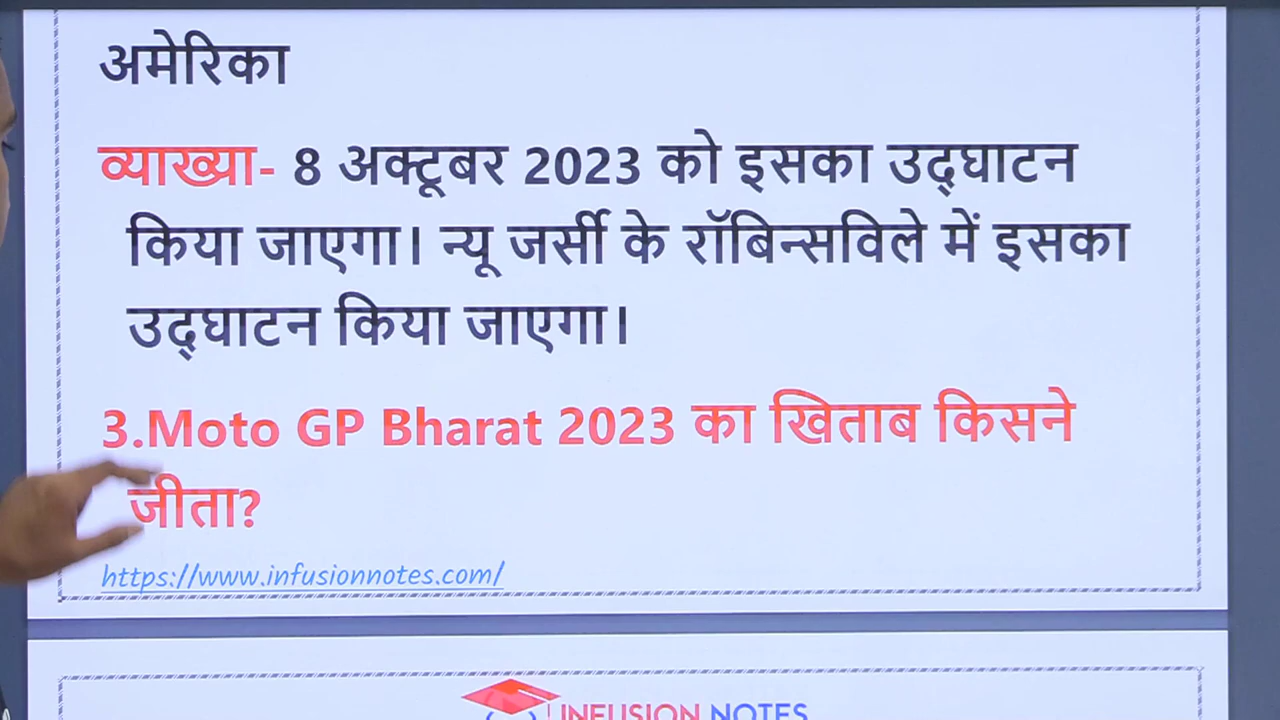 अमेरिका
व्याख्या- 8 अक्टूबर 2023 को इसका उद्घाटन
किया जाएगा। न्यू जर्सी के रॉबिन्सविले में इसका
उद्घाटन किया जाएगा।
3.Moto GP Bharat 2023 का खिताब किसने
जीता?
https://www.infusionnotes.com/
INFUSION NOTES